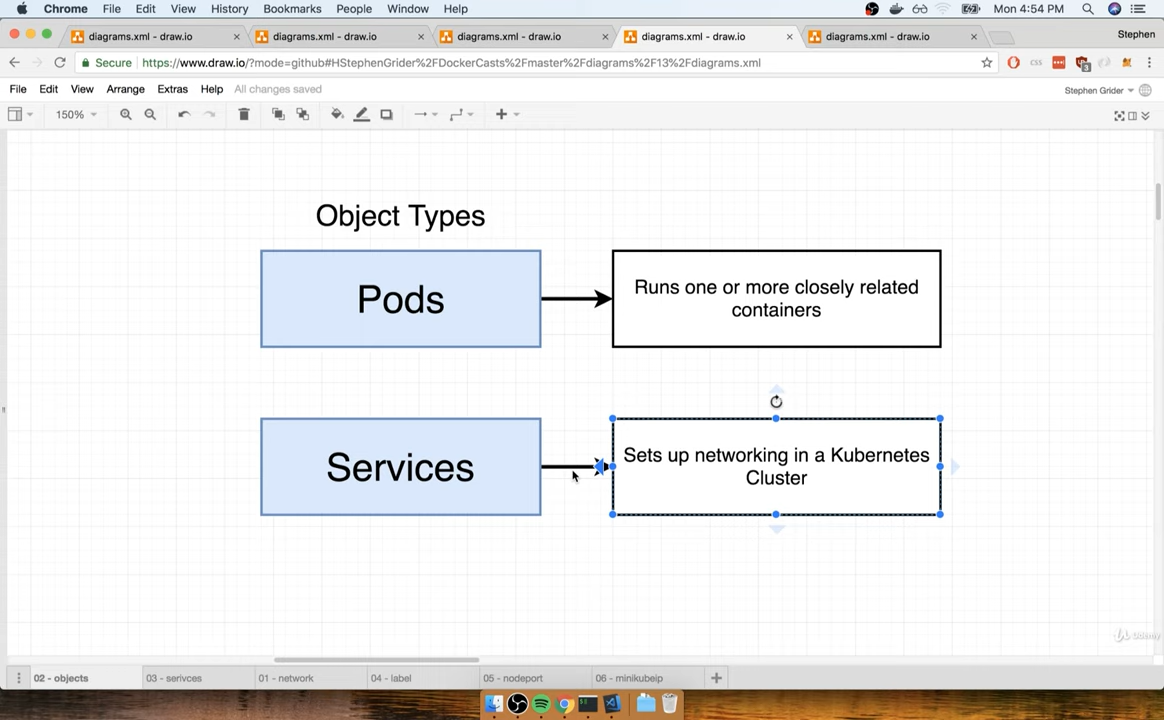 Chrome File Edit View History Bookmarks People Window Help Mon 4:54 PM
diagrams.xml - draw.io diagrams.xml - draw.io diagrams.xml - draw.io diagrams.xml - draw.io diagrams.xml - draw.io Stephen
Secure https://www.draw.io/?mode=github#HStephenGrider%2FDockerCasts%2Fmaster%2Fdiagrams%2F13%2Fdiagrams.xml css 3
File Edit View Arrange Extras Help All changes saved Stephen Grider
150%
Object Types
Pods
Runs one or more closely related
containers
Services
Sets up networking in a Kubernetes
Cluster
Udemy
02 - objects 03 - serivces 01 - network 04 - label 05 - nodeport 06 - minikubeip